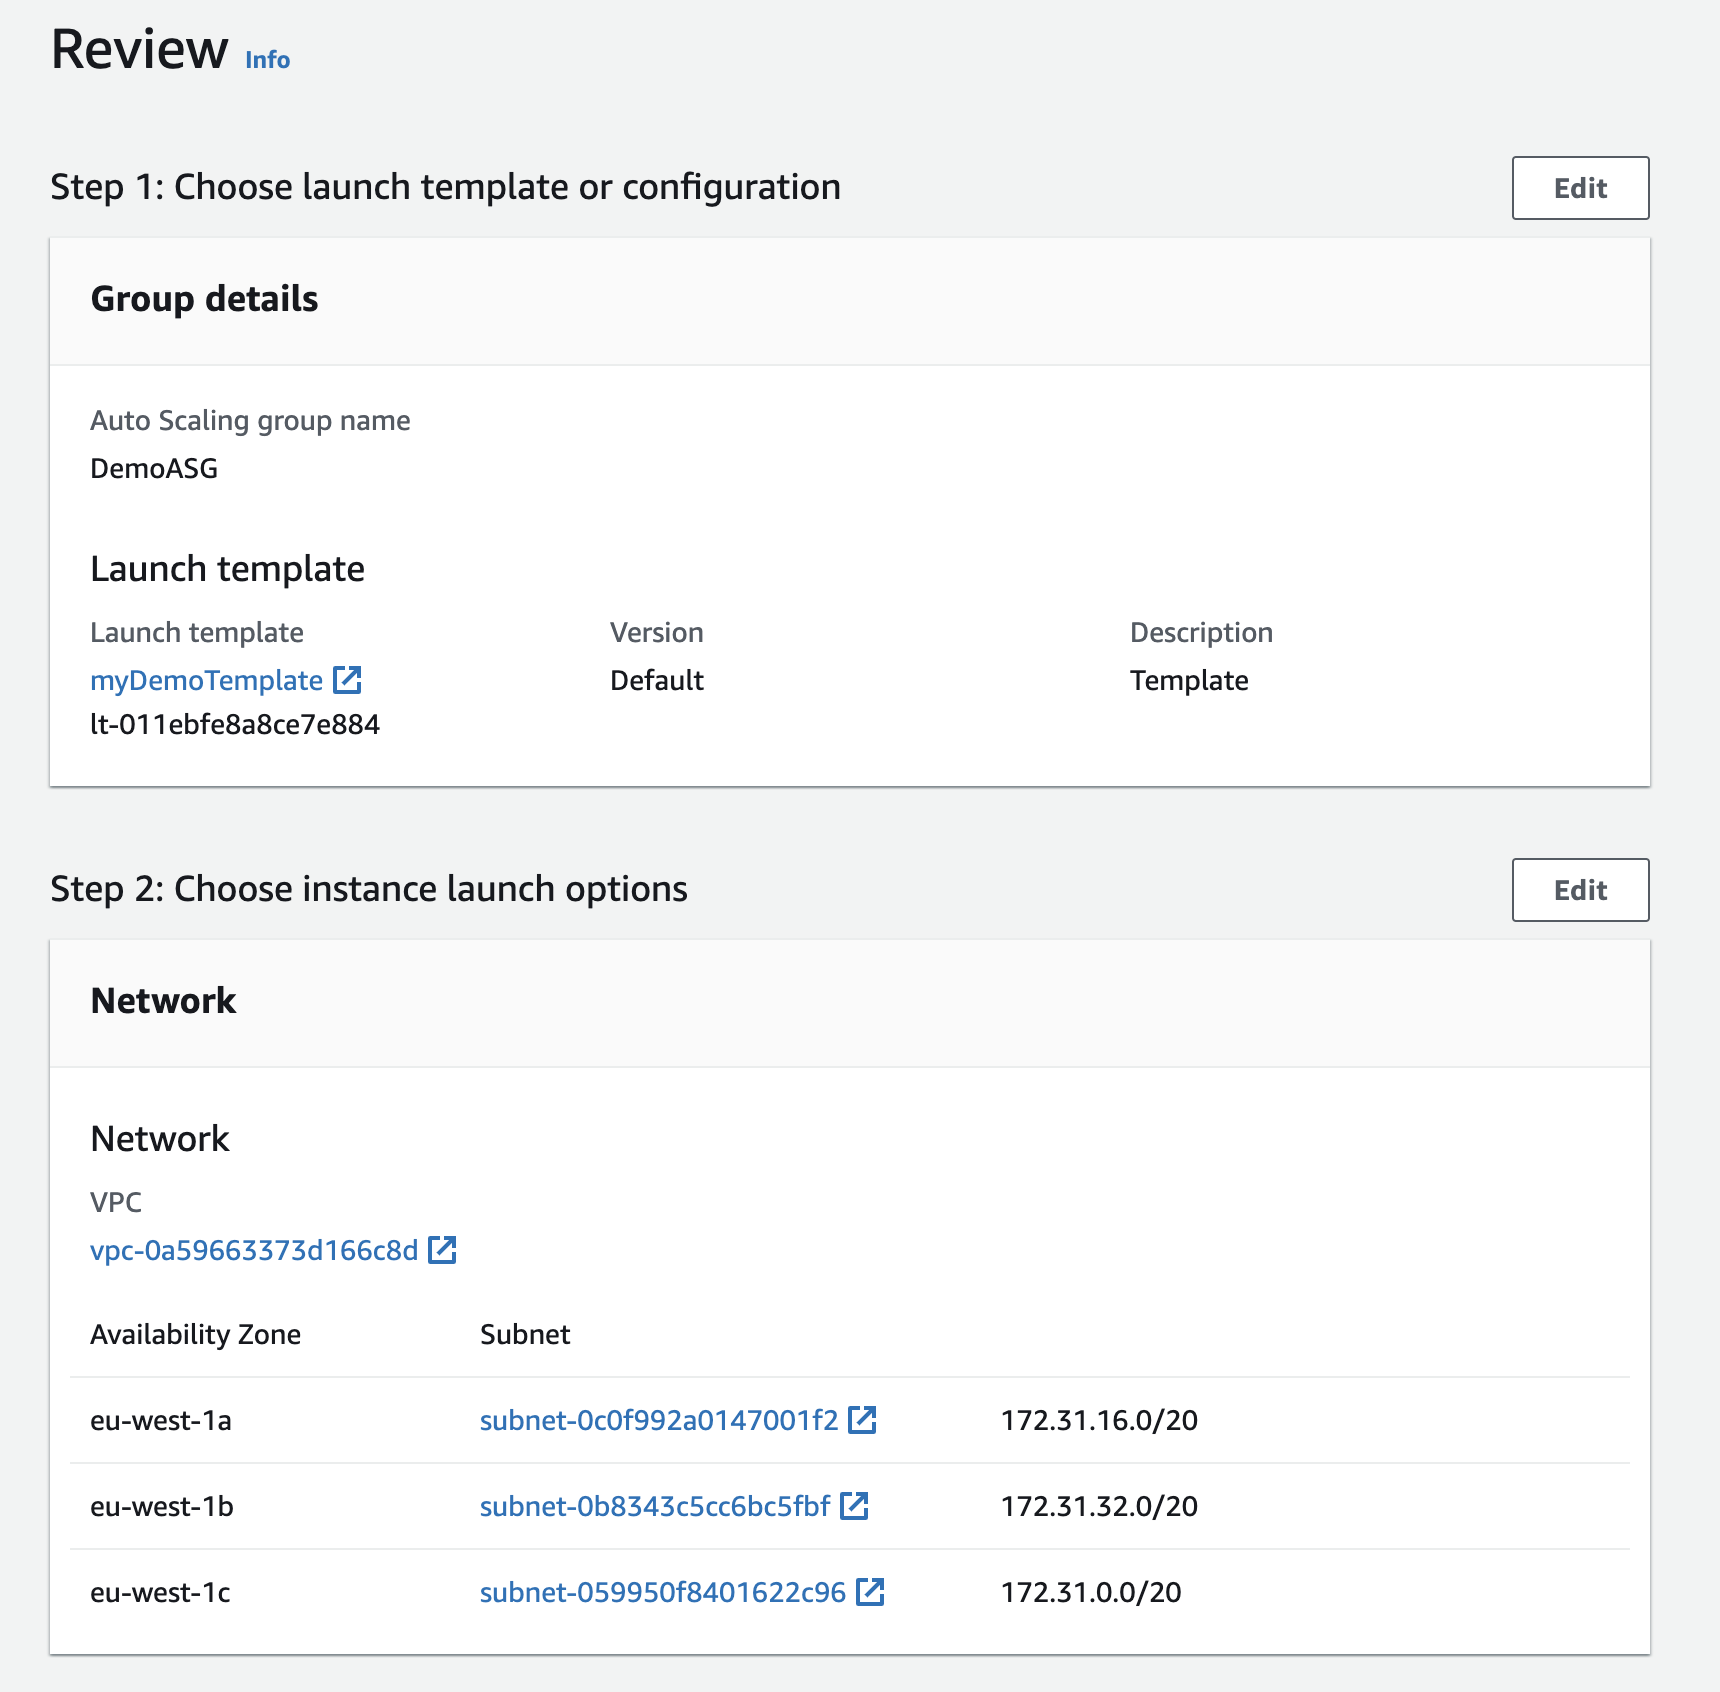 Review Info
Step 1: Choose launch template or configuration
Edit
Group details
Auto Scaling group name
DemoASG
Launch template
Launch template Version Description
myDemoTemplate Default Template
lt-011ebfe8a8ce7e884
Step 2: Choose instance launch options
Edit
Network
Network
VPC
vpc-0a59663373d166c8d
Availability Zone Subnet
eu-west-1a subnet-0c0f992a0147001f2 172.31.16.0/20
eu-west-1b subnet-0b8343c5cc6bc5fbf 172.31.32.0/20
eu-west-1c subnet-059950f8401622c96 172.31.0.0/20